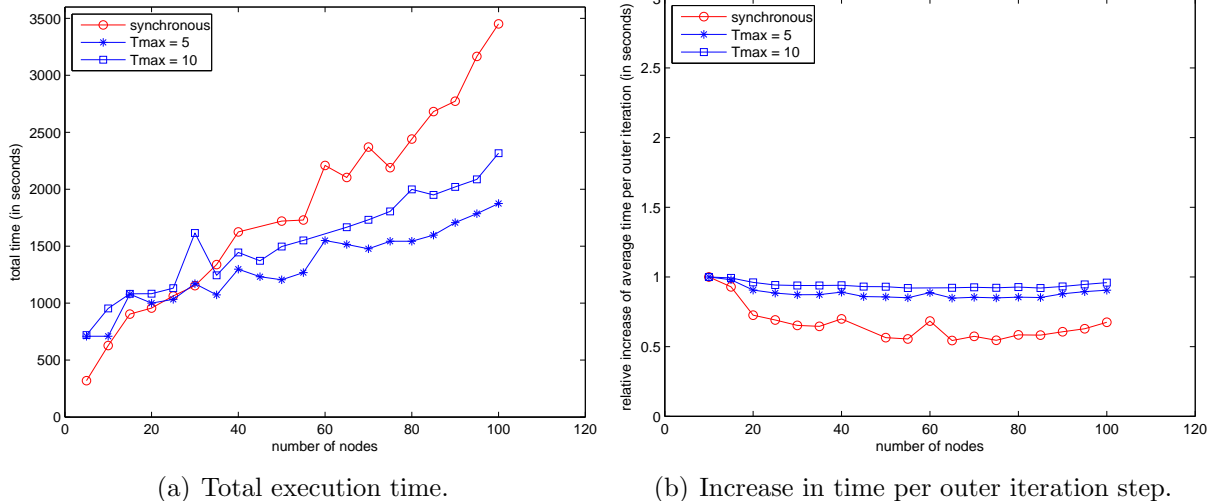 3500
3000
2500
2000
1500
1000
500
0
total time (in seconds)
synchronous
Tmax = 5
Tmax = 10
0
20
40
60
80
100
120
number of nodes
(a) Total execution time.
3
2.5
2
1.5
1
0.5
0
relative increase of average time per outer iteration (in seconds)
synchronous
Tmax = 5
Tmax = 10
0
20
40
60
80
100
120
number of nodes
(b) Increase in time per outer iteration step.